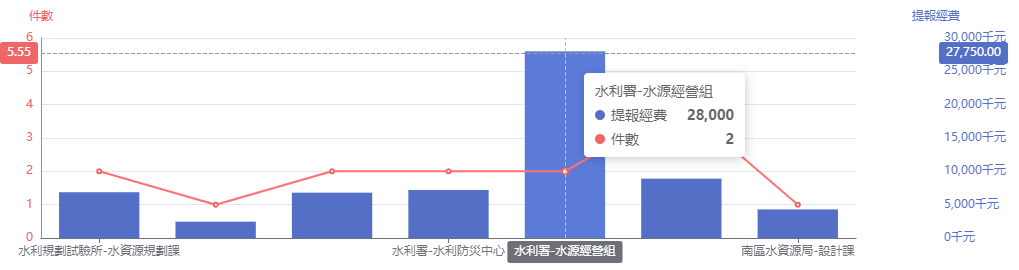 件數
提報經費
6
5.55
5
4
3
2
1
0
30,000千元
27,750.00
25,000千元
20,000千元
15,000千元
10,000千元
5,000千元
0千元
水利署-水源經營組
提報經費 28,000
件數 2
水利規劃試驗所-水資源規劃課
水利署-水利防災中心
水利署-水源經營組
南區水資源局-設計課